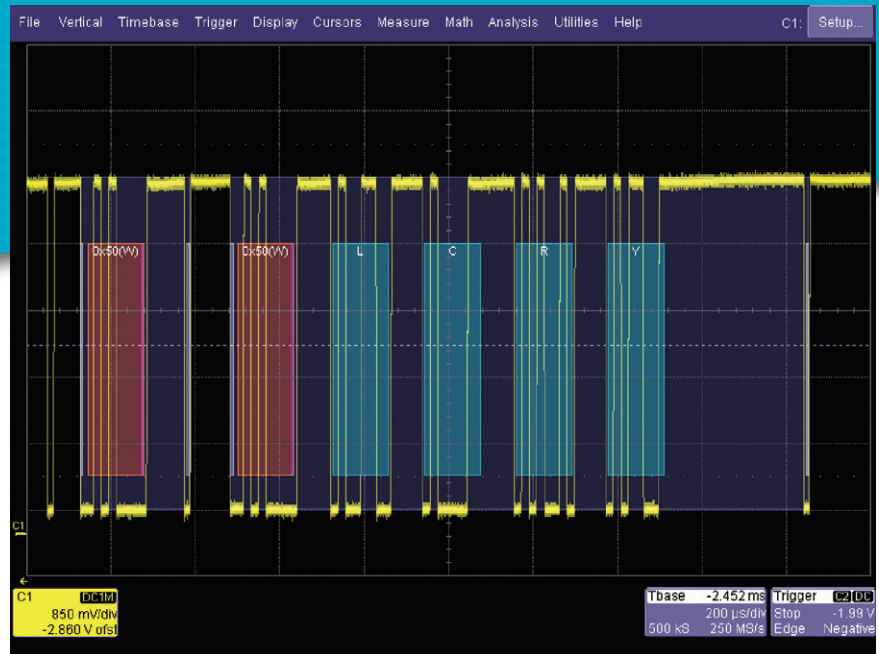 File Vertical Timebase Trigger Display Cursors Measure Math Analysis Utilities Help C1: Setup...
0x50(W) 0x50(W) L C R Y
C1
C1 DC1M
850 mV/div
-2.860 V ofst
Tbase -2.452 ms Trigger C2 DC
200 µs/div Stop -1.99 V
500 kS 250 MS/s Edge Negative